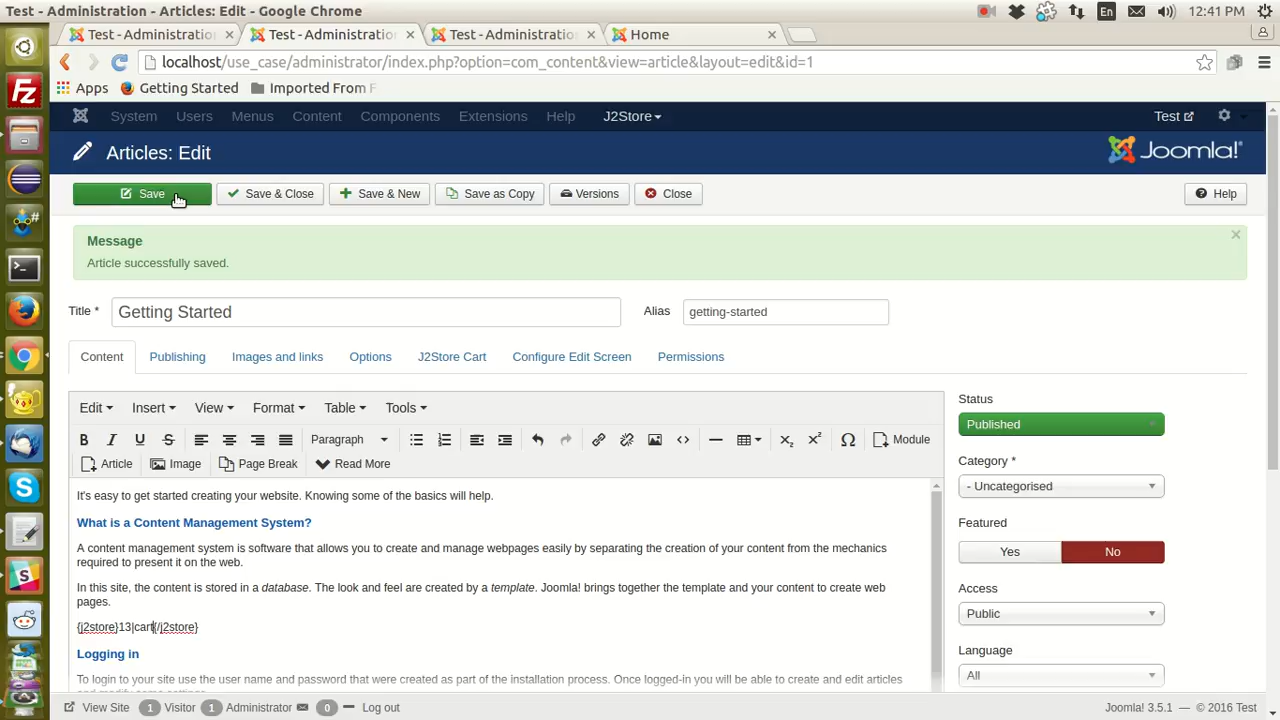 Test - Administration - Articles: Edit - Google Chrome
En
12:41 PM
Test - Administratio
Test - Administratio
Test - Administratio
Home
localhost/use_case/administrator/index.php?option=com_content&view=article&layout=edit&id=1
Apps Getting Started Imported From F
System Users Menus Content Components Extensions Help J2Store Test
Articles: Edit
Joomla!
Save Save & Close Save & New Save as Copy Versions Close Help
Message
Article successfully saved.
×
Title * Getting Started Alias getting-started
Content Publishing Images and links Options J2Store Cart Configure Edit Screen Permissions
Edit Insert View Format Table Tools
B I U S Paragraph Module
Article Image Page Break Read More
It's easy to get started creating your website. Knowing some of the basics will help.
What is a Content Management System?
A content management system is software that allows you to create and manage webpages easily by separating the creation of your content from the mechanics
required to present it on the web.
In this site, the content is stored in a database. The look and feel are created by a template. Joomla! brings together the template and your content to create web
pages.
{j2store}13|cart{/j2store}
Logging in
To login to your site use the user name and password that were created as part of the installation process. Once logged-in you will be able to create and edit articles
and modify some settings.
Status
Published
Category *
- Uncategorised
Featured
Yes No
Access
Public
Language
All
View Site 1 Visitor 1 Administrator 0 Log out
Joomla! 3.5.1 — © 2016 Test